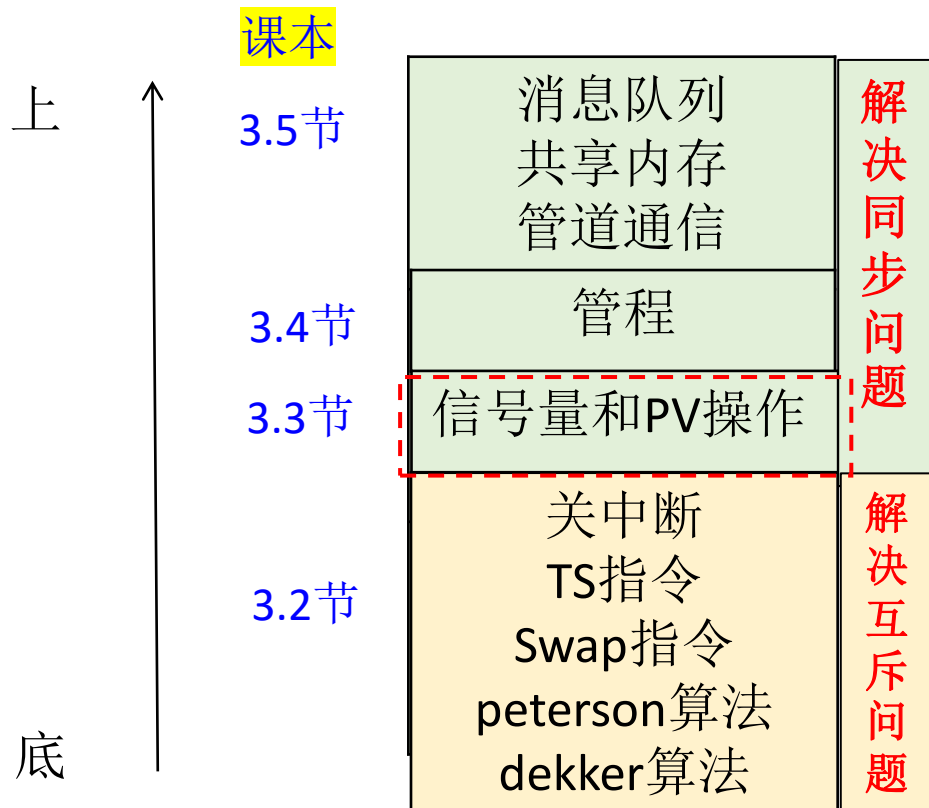 课本
上
3.5节
消息队列
共享内存
管道通信
3.4节
管程
3.3节
信号量和PV操作
解决同步问题
3.2节
关中断
TS指令
Swap指令
peterson算法
dekker算法
解决互斥问题
底